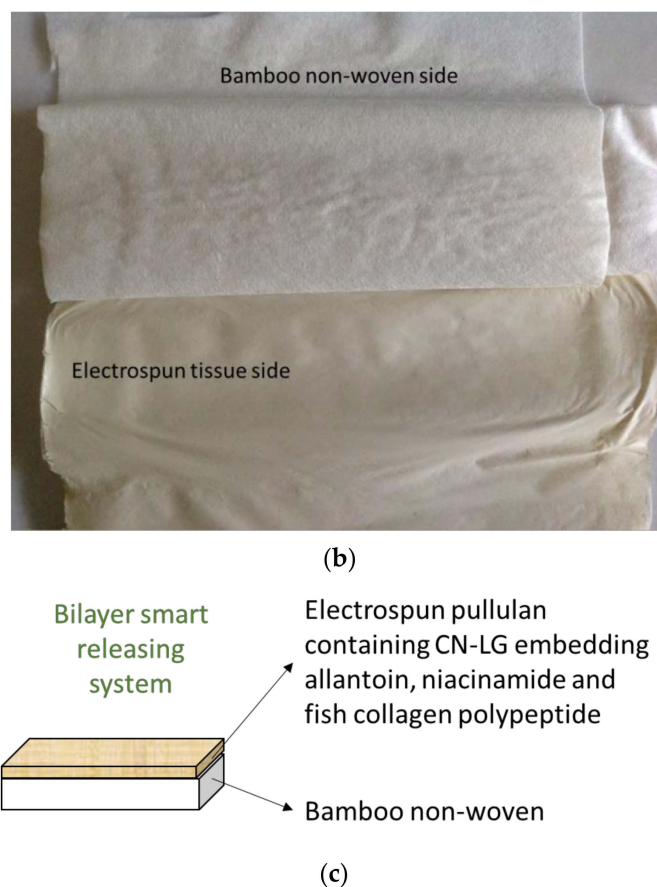 Bamboo non-woven side
Electrospun tissue side
(b)
Bilayer smart
releasing
system
Electrospun pullulan
containing CN-LG embedding
allantoin, niacinamide and
fish collagen polypeptide
Bamboo non-woven
(c)